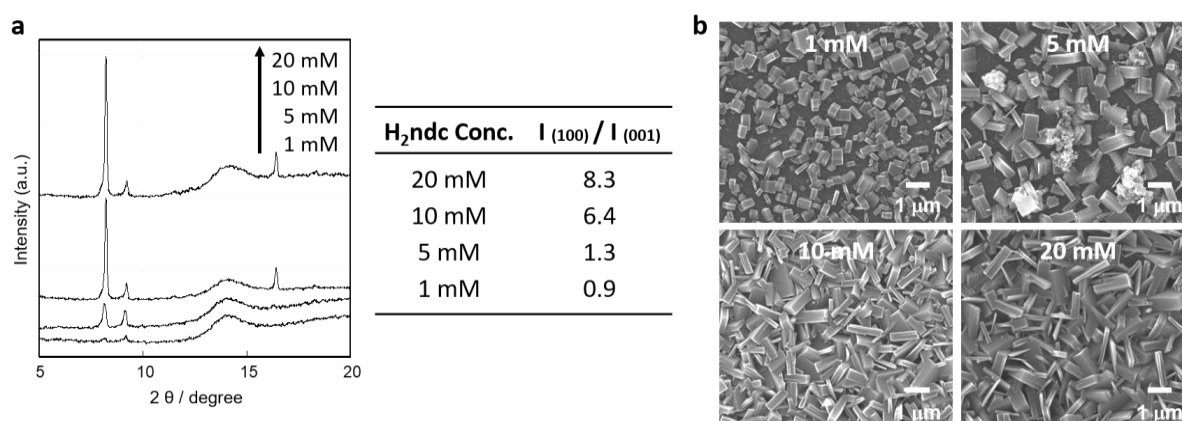 a
20 mM
10 mM
5 mM
1 mM
Intensity (a.u.)
5 10 15 20
2 θ / degree
H₂ndc Conc. I (100) / I (001)
20 mM 8.3
10 mM 6.4
5 mM 1.3
1 mM 0.9
b
1 mM
1 μm
5 mM
1 μm
10 mM
1 μm
20 mM
1 μm